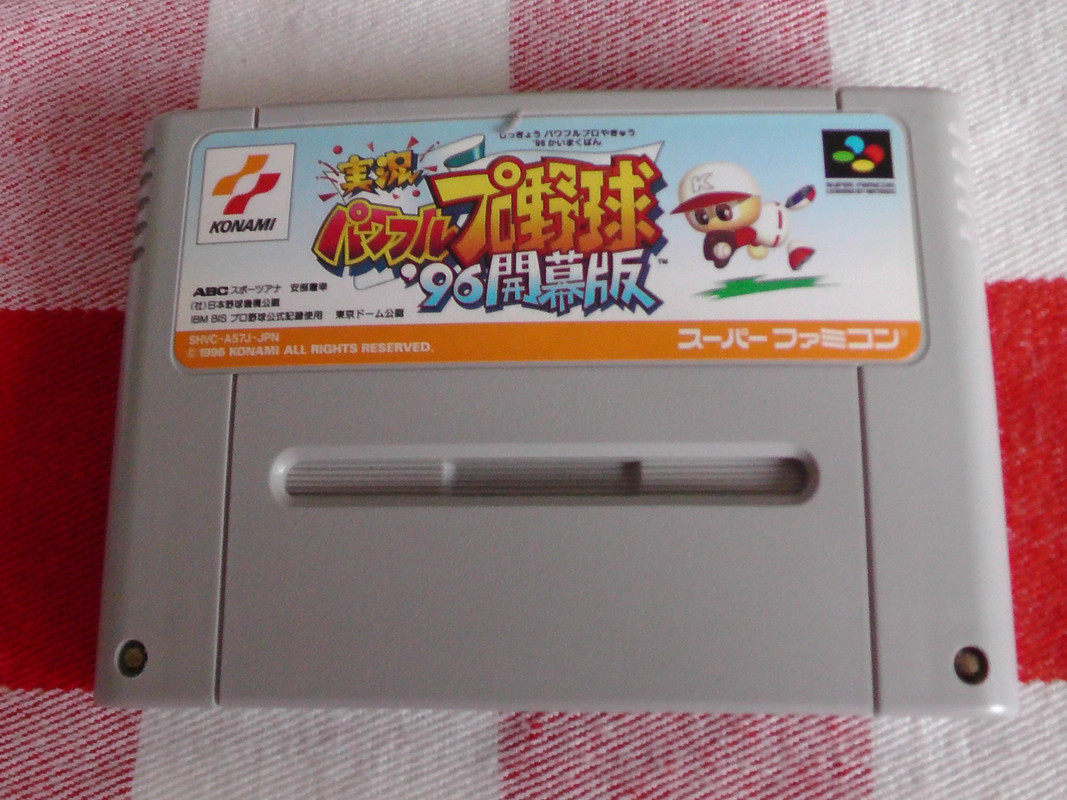 じっきょう パワフルプロやきゅう
'96 かいまくばん
実況
パワフル
プロ野球
'96開幕版™
KONAMI
K
SUPER FAMICOM
ABC スポーツアナ 安部憲幸
(社)日本野球機構公認
IBM BIS プロ野球公式記録使用 東京ドーム公認
SHVC-A57J-JPN
© 1996 KONAMI ALL RIGHTS RESERVED.
スーパーファミコン